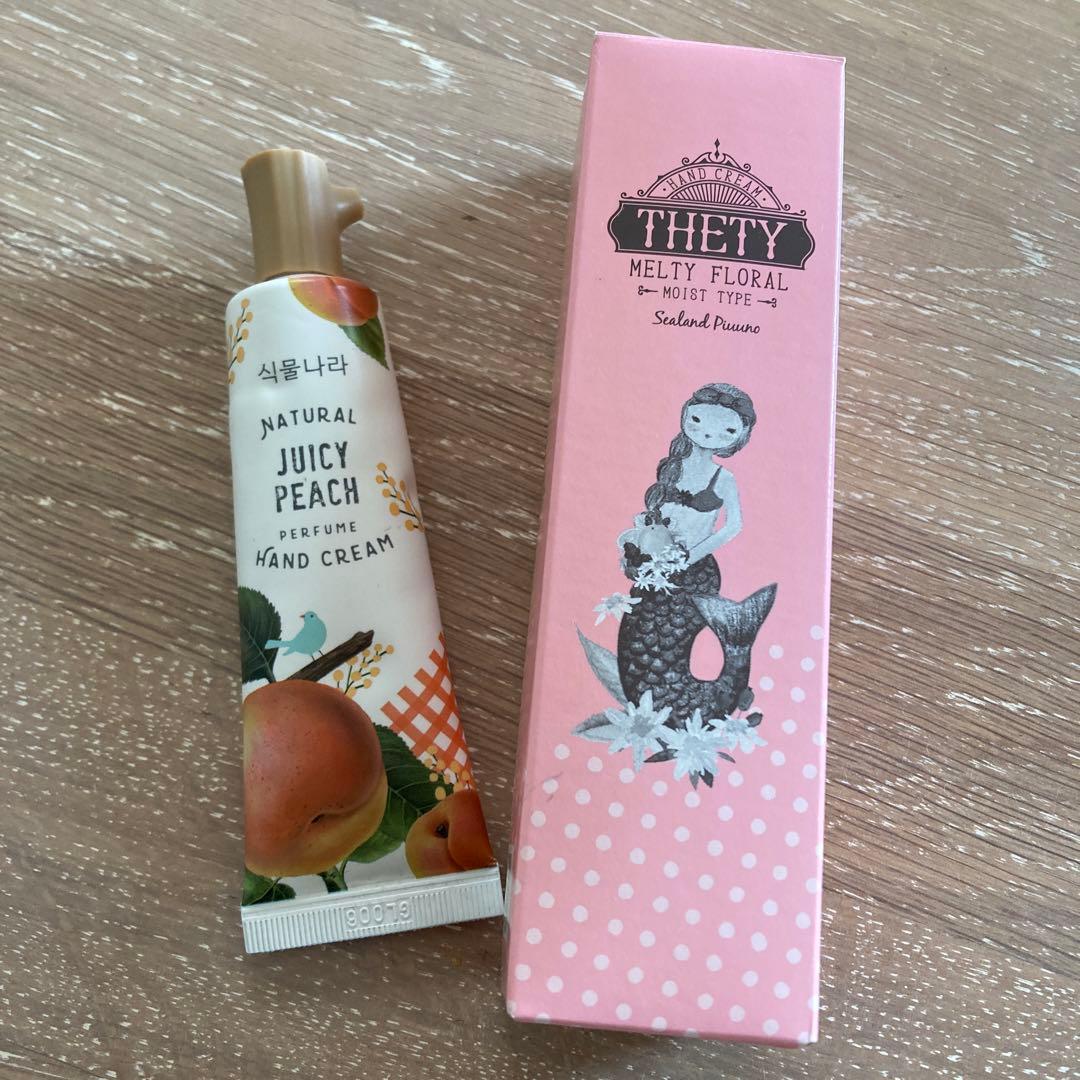 식물나라
NATURAL
JUICY
PEACH
PERFUME
HAND CREAM
HAND CREAM
THETY
MELTY FLORAL
MOIST TYPE
Sealand Piuuno